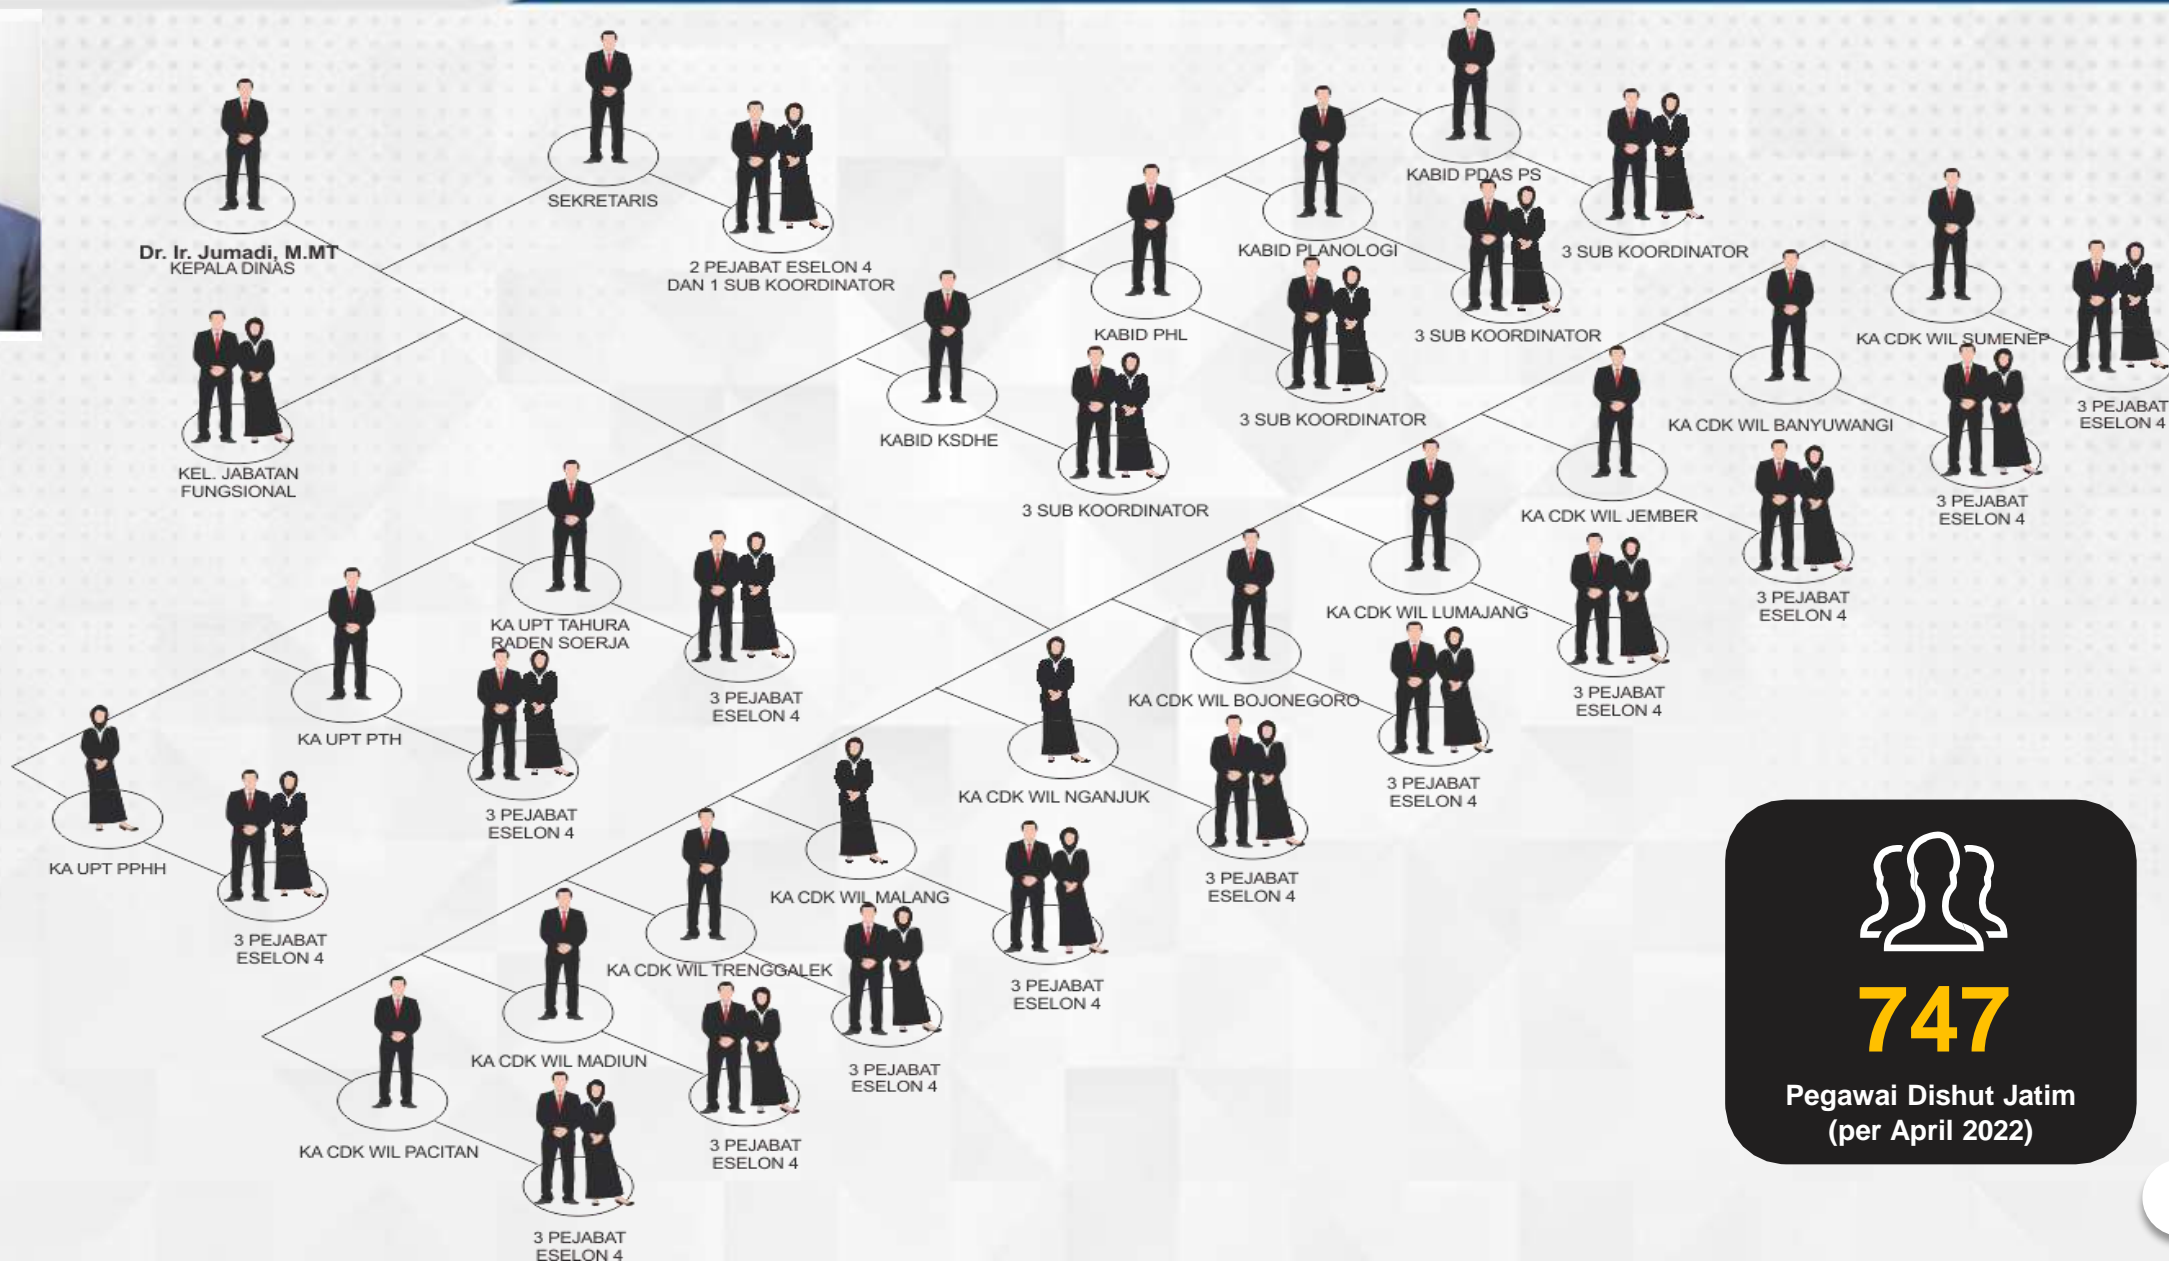 Dr. Ir. Jumadi, M.MT
KEPALA DINAS
SEKRETARIS
2 PEJABAT ESELON 4
DAN 1 SUB KOORDINATOR
KEL. JABATAN
FUNGSIONAL
KABID PDAS PS
3 SUB KOORDINATOR
KABID PLANOLOGI
3 SUB KOORDINATOR
KABID PHL
3 SUB KOORDINATOR
KABID KSDHE
3 SUB KOORDINATOR
KA UPT TAHURA
RADEN SOERJA
3 PEJABAT
ESELON 4
KA UPT PTH
3 PEJABAT
ESELON 4
KA UPT PPHH
3 PEJABAT
ESELON 4
KA CDK WIL SUMENEP
3 PEJABAT
ESELON 4
KA CDK WIL BANYUWANGI
3 PEJABAT
ESELON 4
KA CDK WIL JEMBER
3 PEJABAT
ESELON 4
KA CDK WIL LUMAJANG
3 PEJABAT
ESELON 4
KA CDK WIL BOJONEGORO
3 PEJABAT
ESELON 4
KA CDK WIL NGANJUK
3 PEJABAT
ESELON 4
KA CDK WIL MALANG
3 PEJABAT
ESELON 4
KA CDK WIL TRENGGALEK
3 PEJABAT
ESELON 4
KA CDK WIL MADIUN
3 PEJABAT
ESELON 4
KA CDK WIL PACITAN
3 PEJABAT
ESELON 4
747
Pegawai Dishut Jatim
(per April 2022)